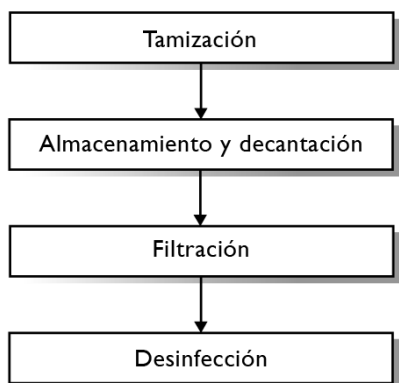 Tamización
Almacenamiento y decantación
Filtración
Desinfección